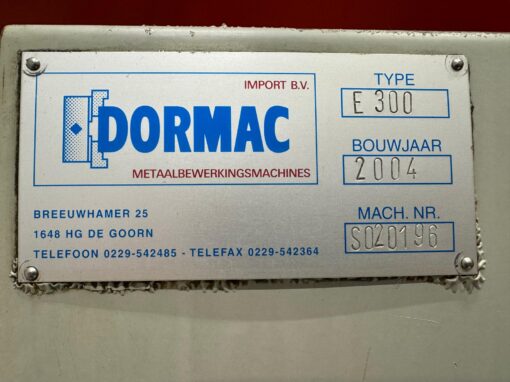 IMPORT B.V.
DORMAC
METAALBEWERKINGSMACHINES
BREEUWHAMER 25
1648 HG DE GOORN
TELEFOON 0229-542485 - TELEFAX 0229-542364
TYPE
E 300
BOUWJAAR
2004
MACH. NR.
S020196